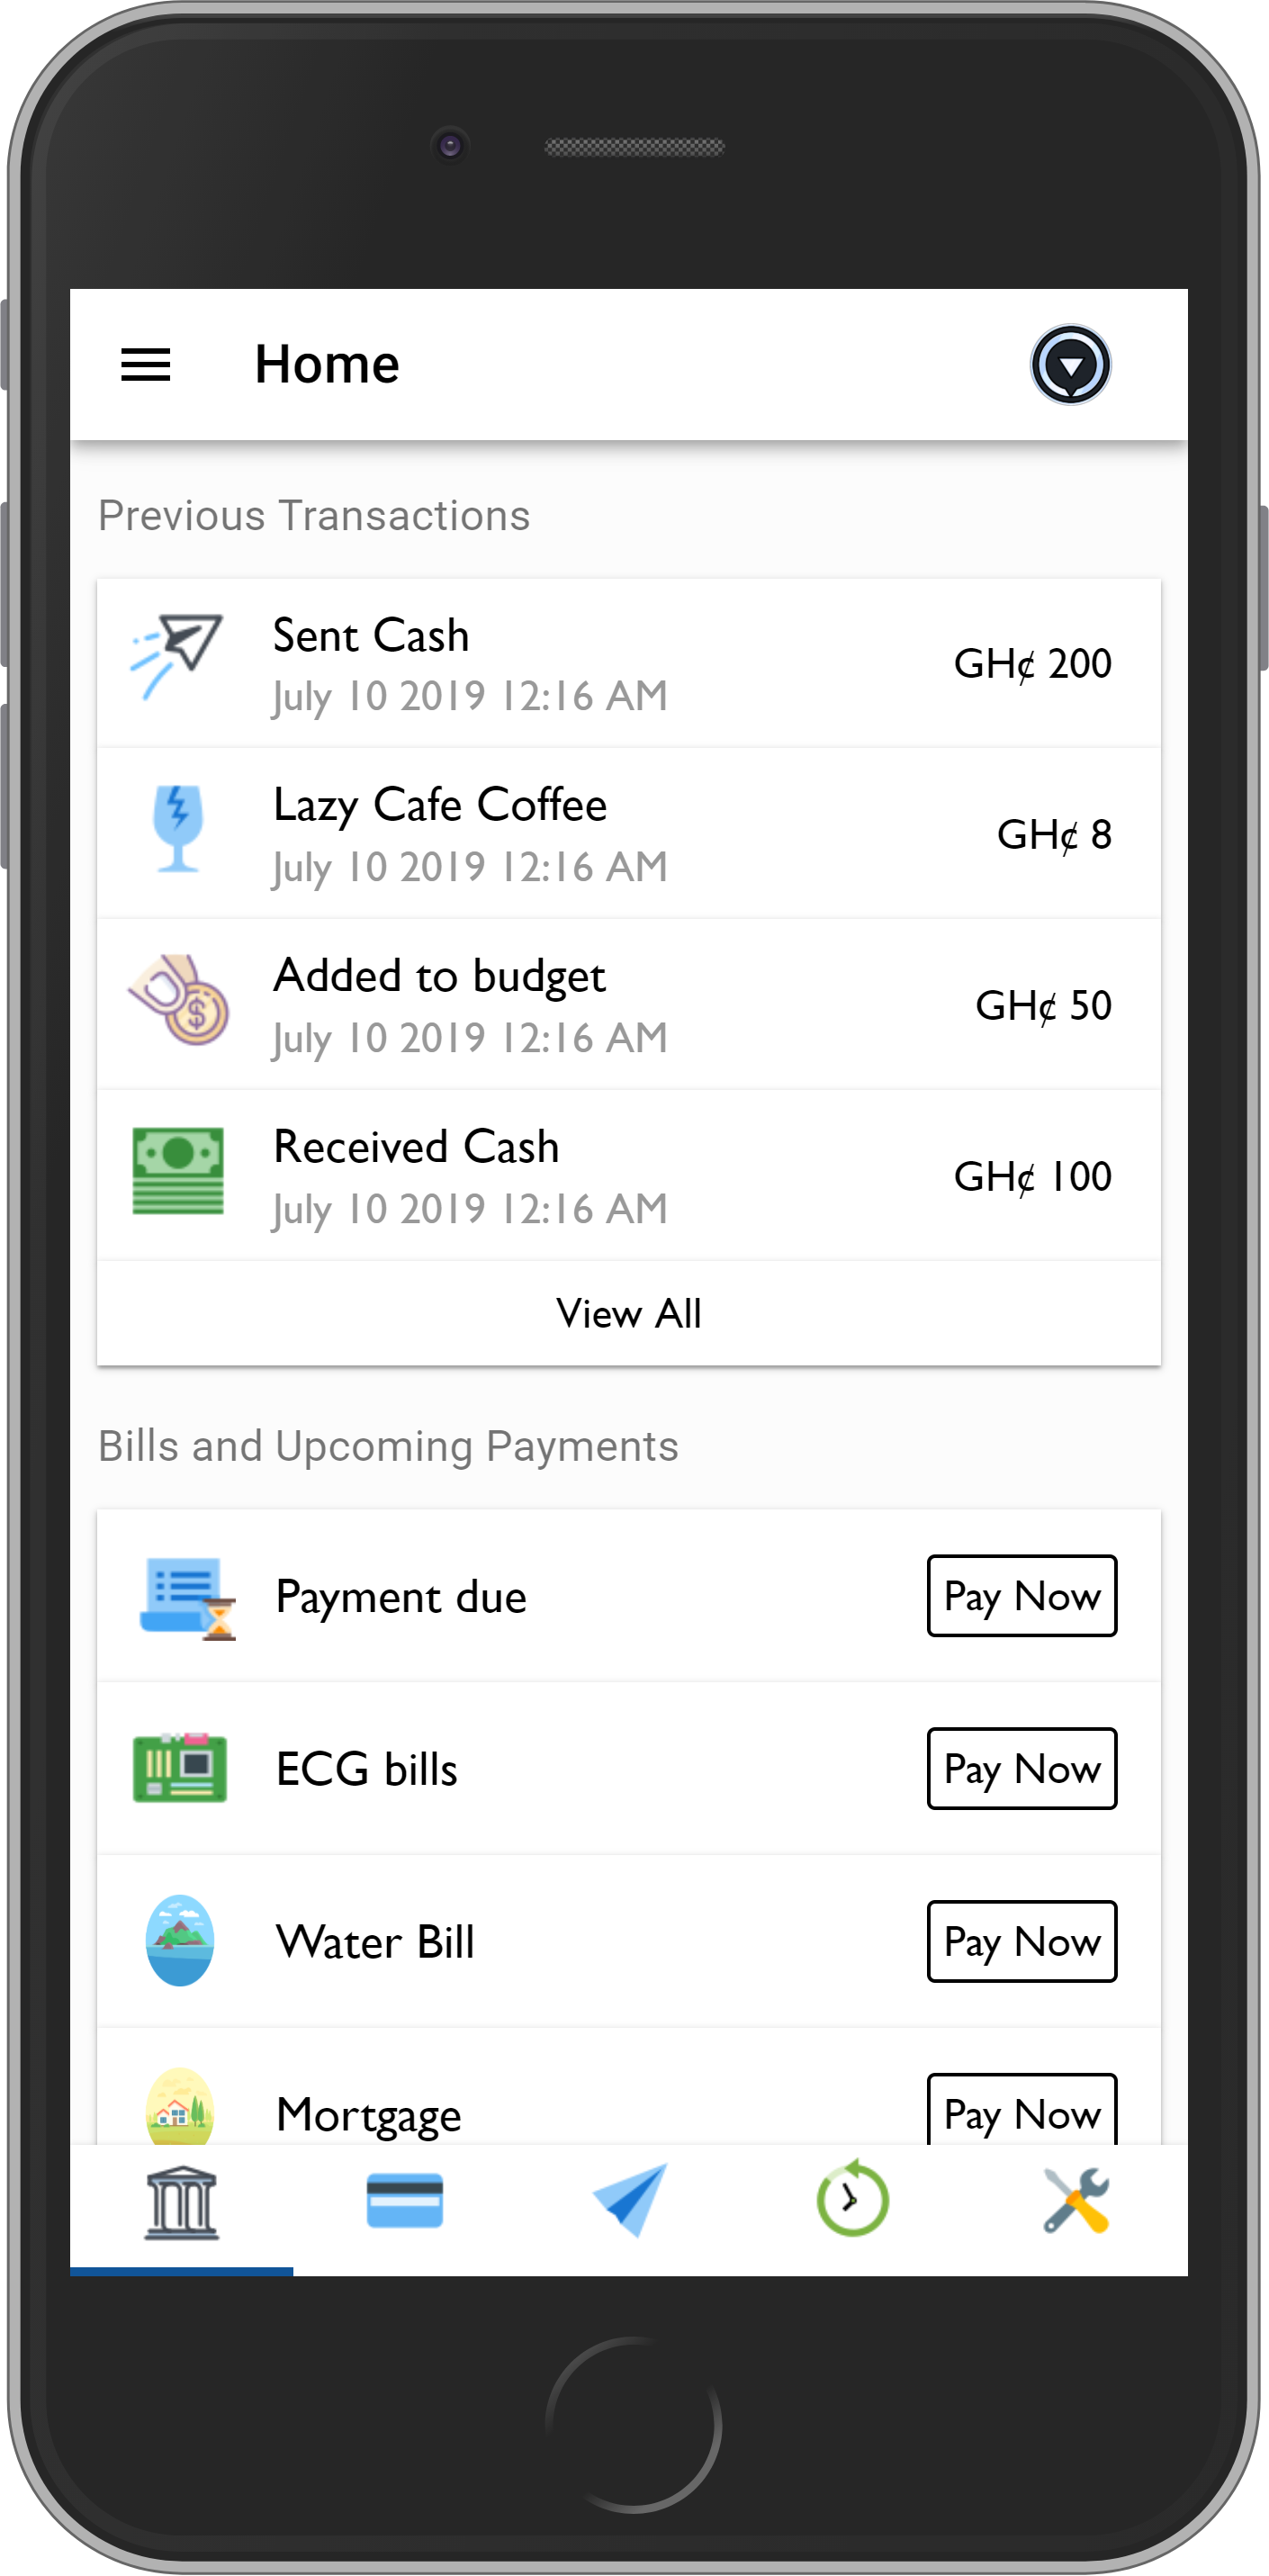 Home
Previous Transactions
Sent Cash
July 10 2019 12:16 AM
GH¢ 200
Lazy Cafe Coffee
July 10 2019 12:16 AM
GH¢ 8
Added to budget
July 10 2019 12:16 AM
GH¢ 50
Received Cash
July 10 2019 12:16 AM
GH¢ 100
View All
Bills and Upcoming Payments
Payment due
Pay Now
ECG bills
Pay Now
Water Bill
Pay Now
Mortgage
Pay Now